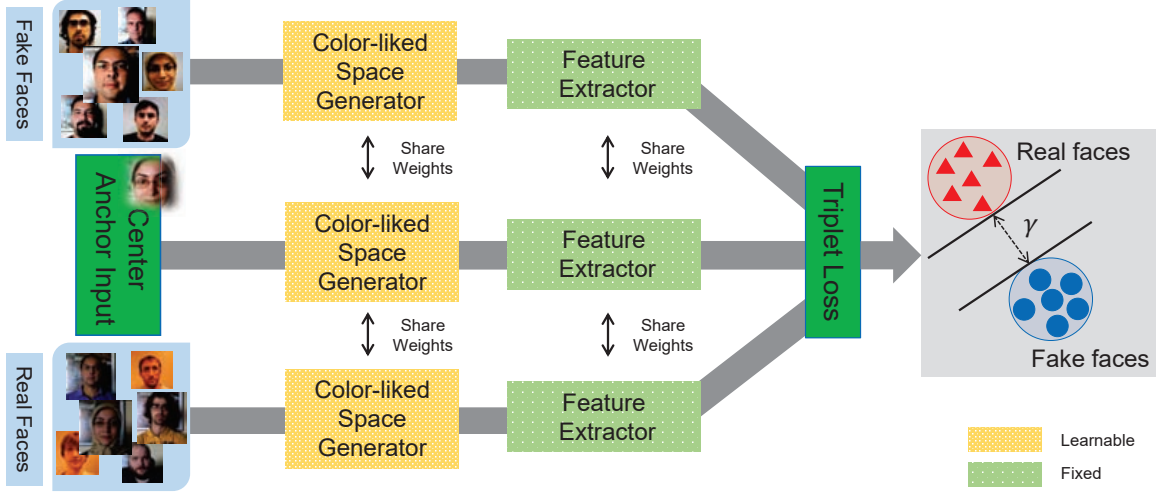 Fake Faces
Color-liked
Space
Generator
Feature
Extractor
Share
Weights
Share
Weights
Center
Anchor Input
Color-liked
Space
Generator
Feature
Extractor
Triplet Loss
Real faces
γ
Fake faces
Share
Weights
Share
Weights
Real Faces
Color-liked
Space
Generator
Feature
Extractor
Learnable
Fixed